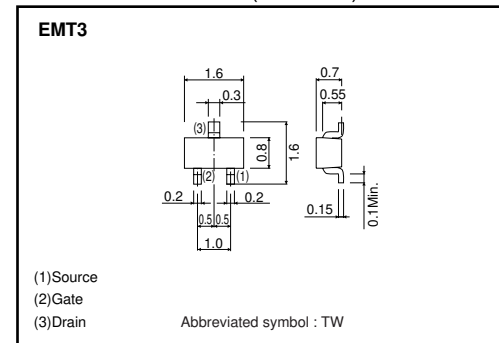 EMT3
1.6
0.7
0.3
0.55
(3)
0.8
1.6
(2)
(1)
0.2
0.2
0.5
0.5
0.15
0.1Min.
1.0
(1)Source
(2)Gate
(3)Drain
Abbreviated symbol : TW